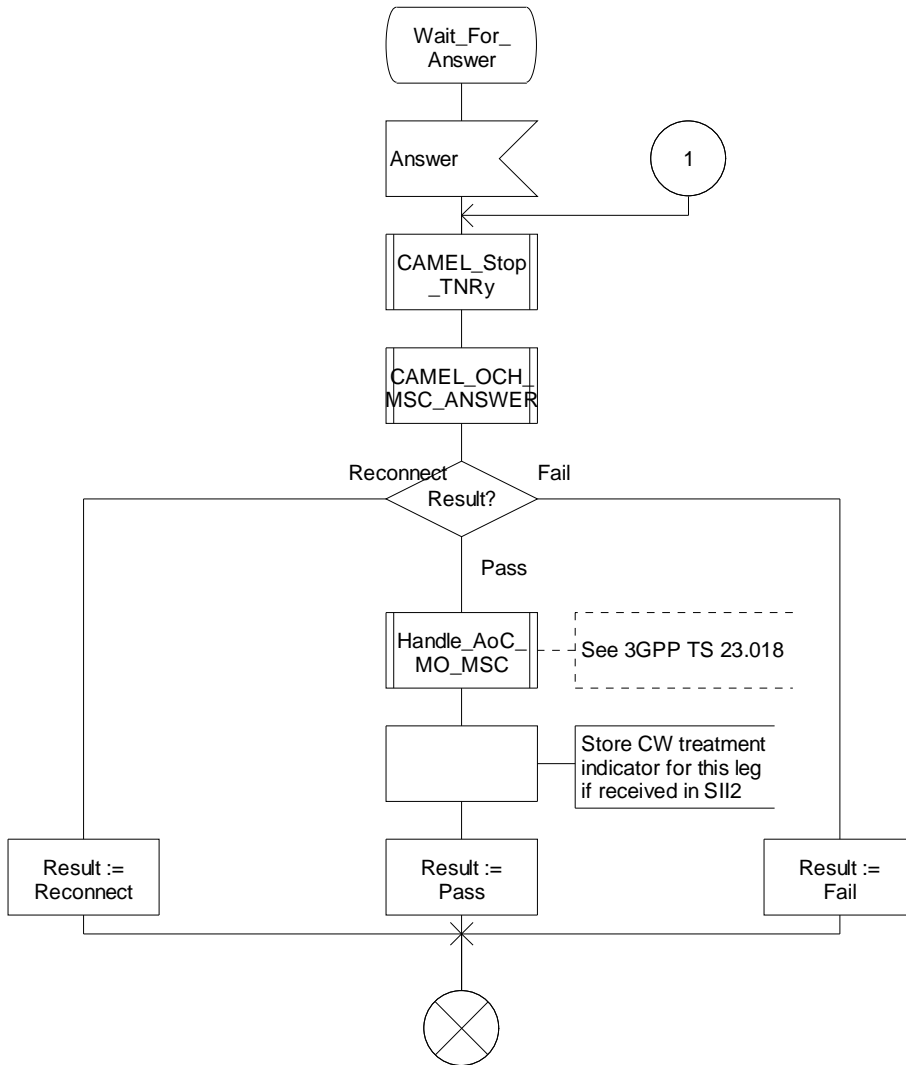 Wait_For_
Answer
Answer
1
CAMEL_Stop
_TNRy
CAMEL_OCH_
MSC_ANSWER
Reconnect
Fail
Result?
Pass
Handle_AoC_
MO_MSC
See 3GPP TS 23.018
Store CW treatment
indicator for this leg
if received in SII2
Result :=
Reconnect
Result :=
Pass
Result :=
Fail